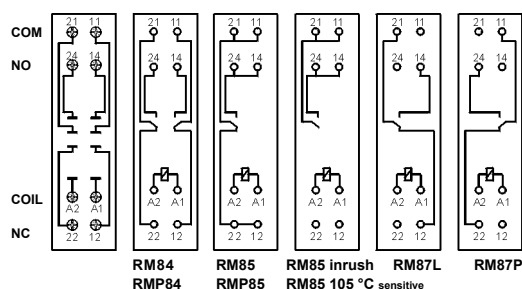 21 11 21 11 21 11 21 11 21 11 21 11
COM
NO
24 14 24 14 24 14 24 14 24 14 24 14
COIL
A2 A1 A2 A1 A2 A1 A2 A1 A2 A1 A2 A1
NC
22 12 22 12 22 12 22 12 22 12 22 12
RM84 RM85 RM85 inrush RM87L RM87P
RMP84 RMP85 RM85 105 °C sensitive